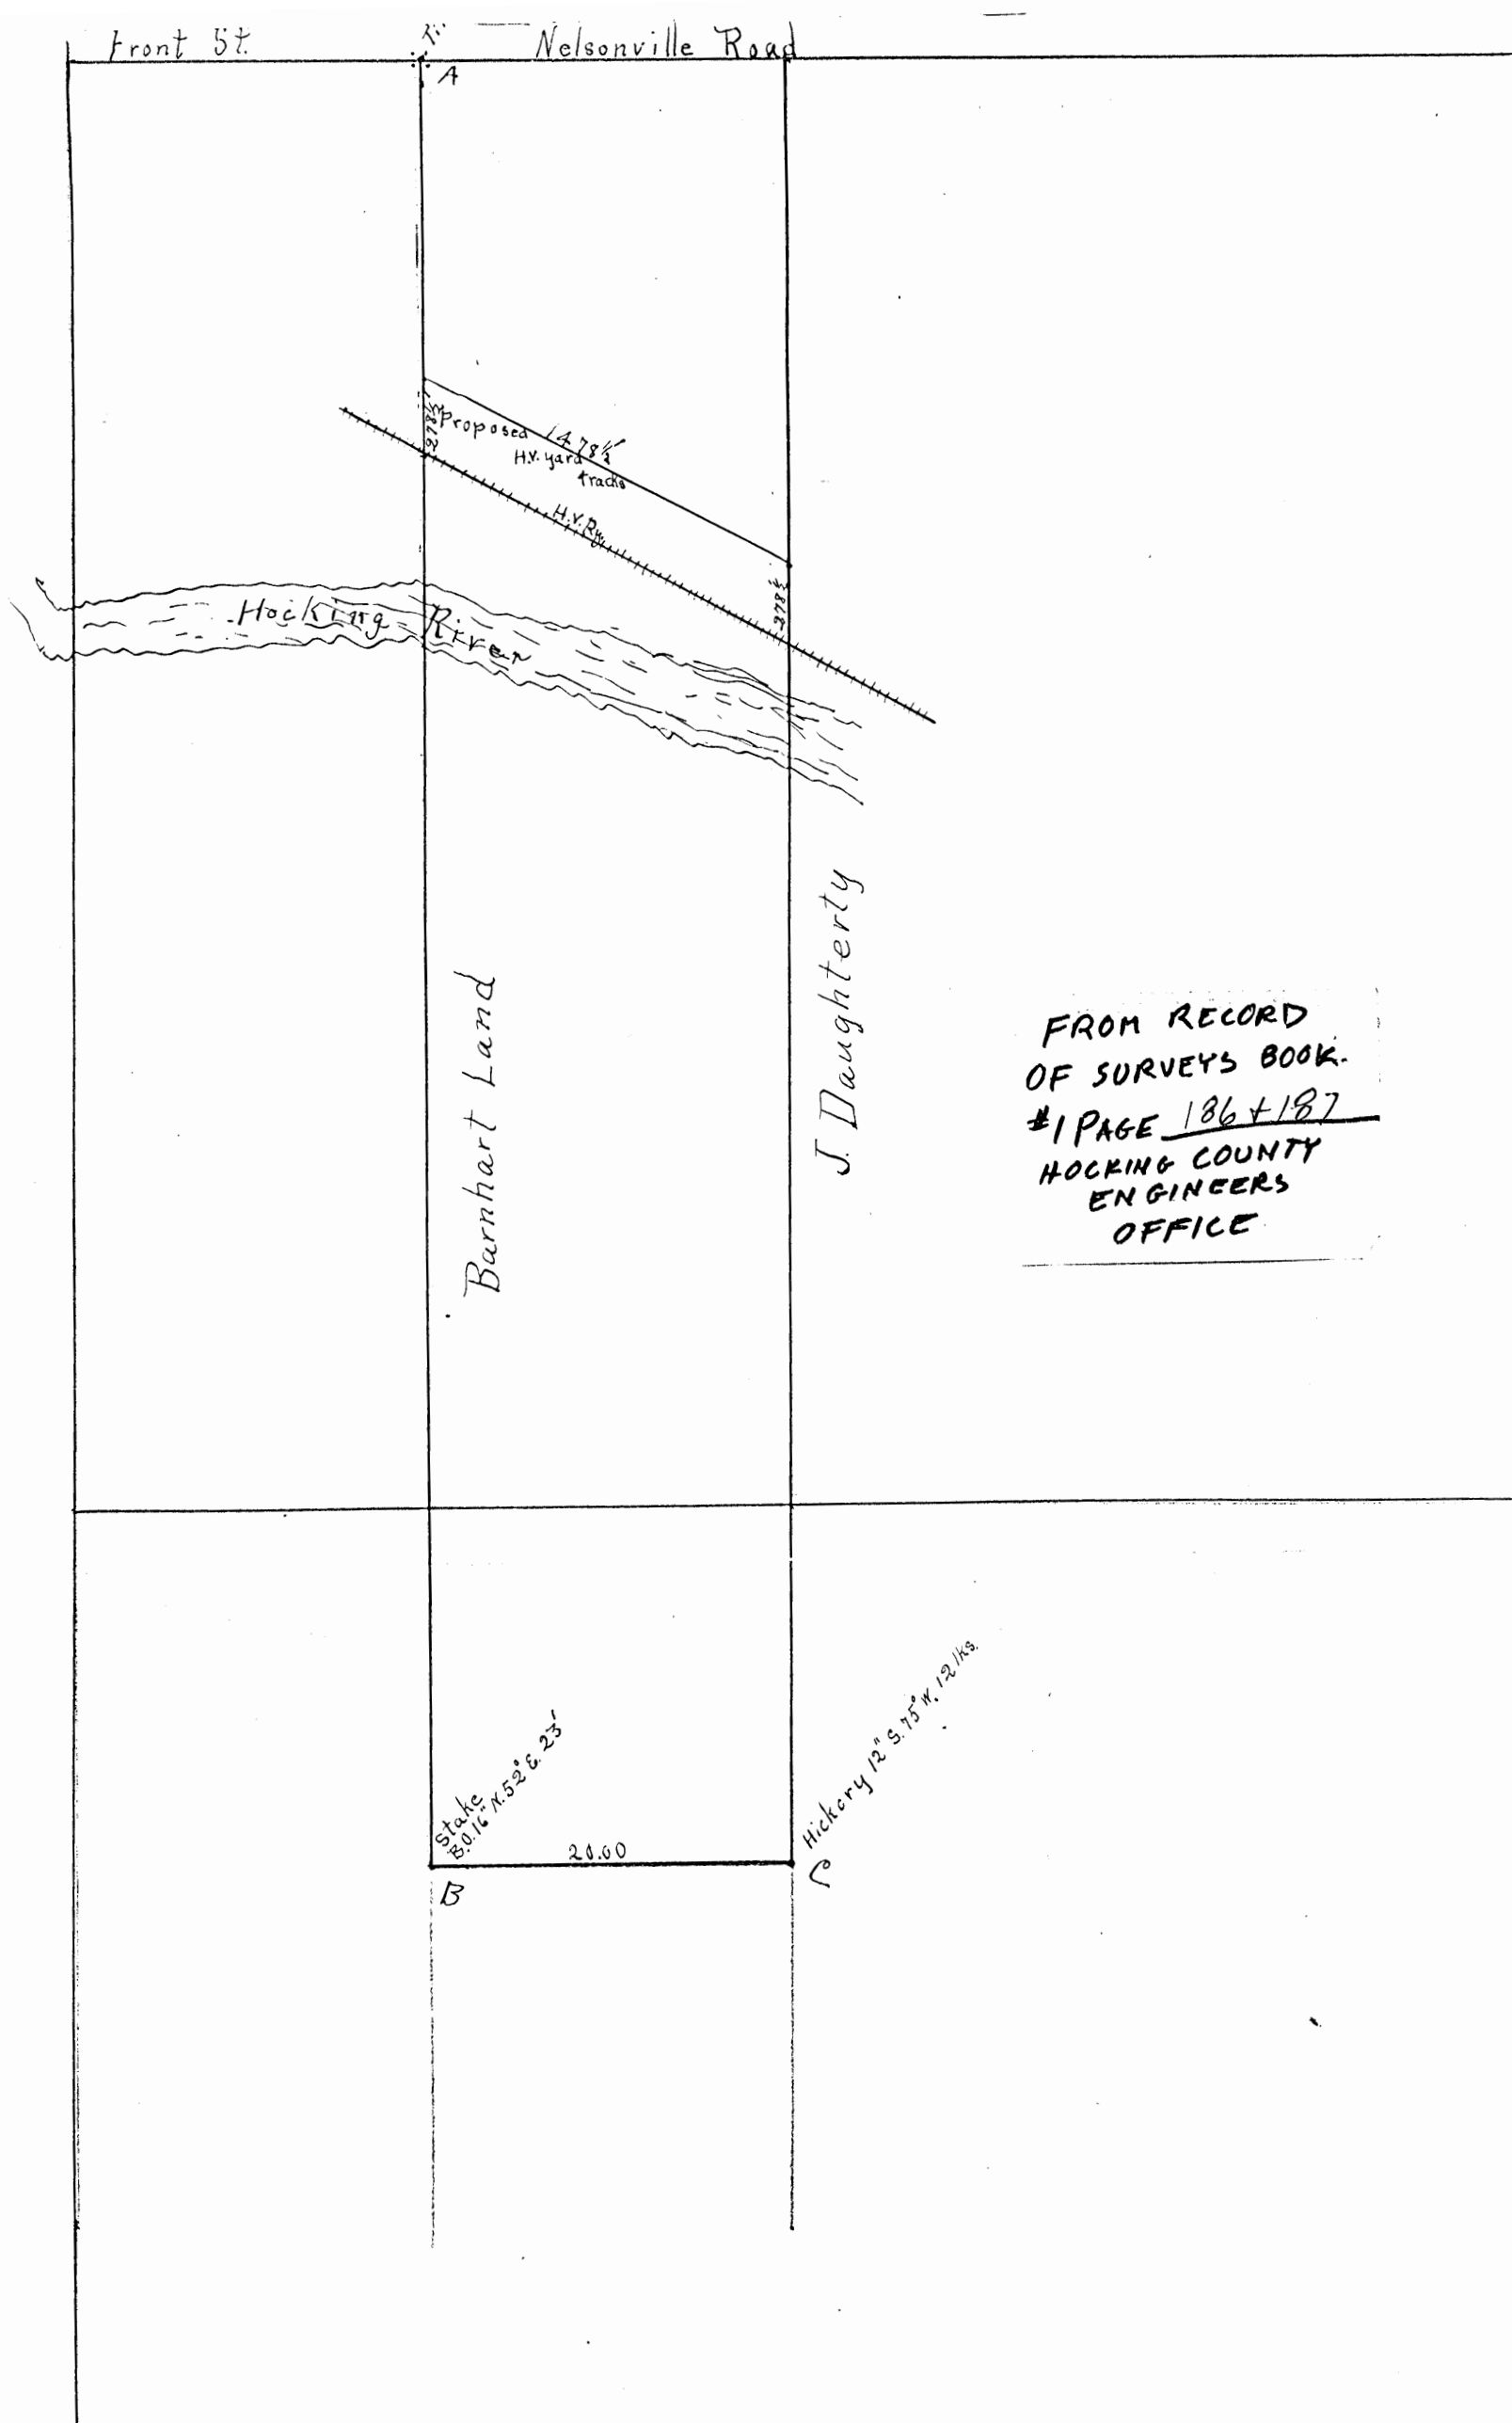 Front St.
Nelsonville Road
A
278½
Proposed
H.V. yard
tracks
1478½
H.V.Ry.
278½
Hocking River
Barnhart Land
J. Daughterty
FROM RECORD
OF SURVEYS BOOK.
#1 PAGE 186 + 187
HOCKING COUNTY
ENGINEERS
OFFICE
Stake
B.O. 16" N. 52° E. 23'
Hickory 12" S. 75° W. 12 lks.
20.00
B
C